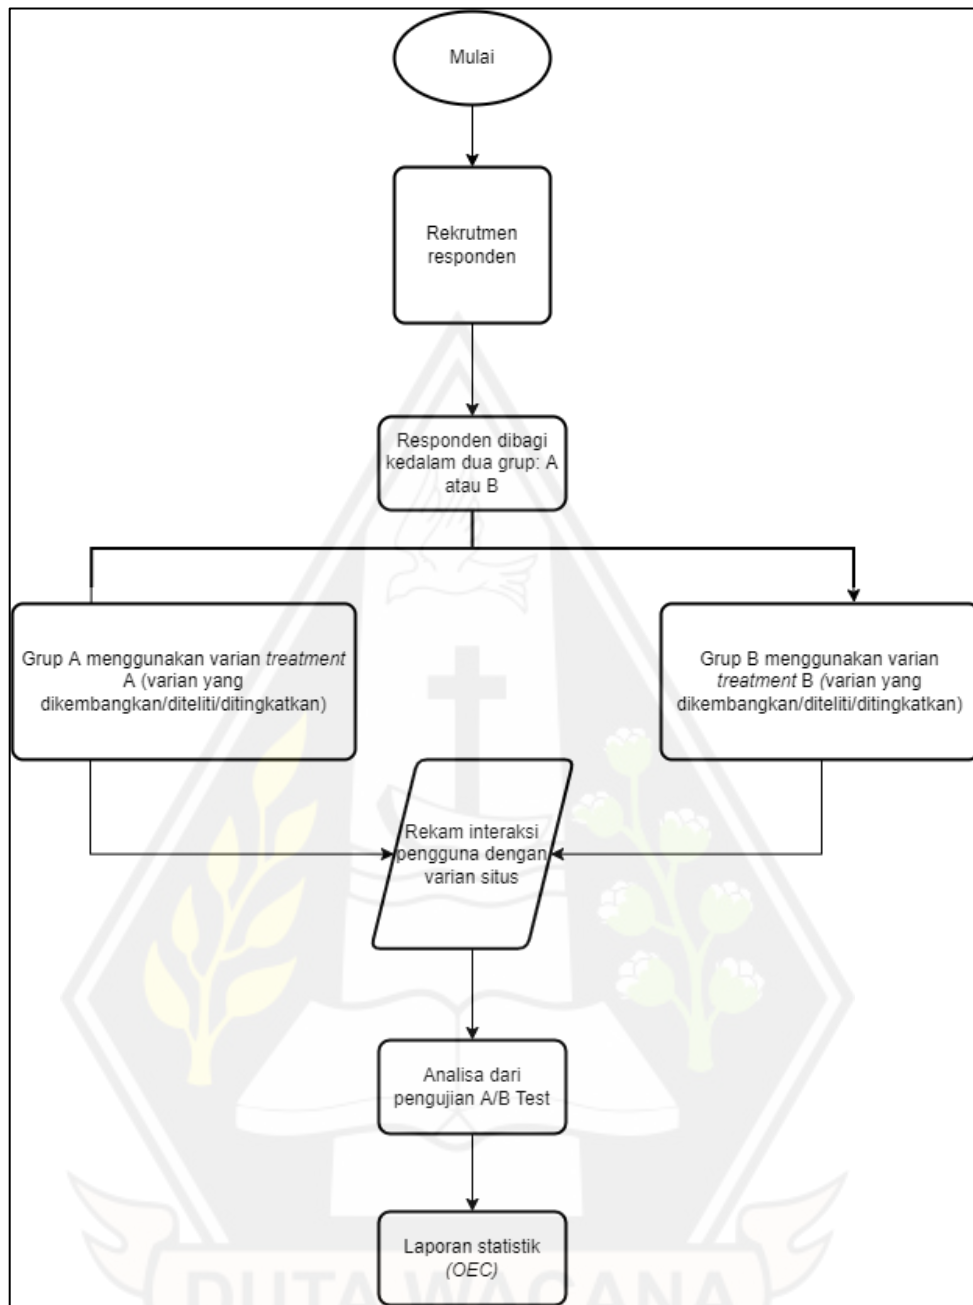 Mulai
Rekrutmen
responden
Responden dibagi
kedalam dua grup: A
atau B
Grup A menggunakan varian treatment
A (varian yang
dikembangkan/diteliti/ditingkatkan)
Grup B menggunakan varian
treatment B (varian yang
dikembangkan/diteliti/ditingkatkan)
Rekam interaksi
pengguna dengan
varian situs
Analisa dari
pengujian A/B Test
Laporan statistik
(OEC)
DUTA WACANA